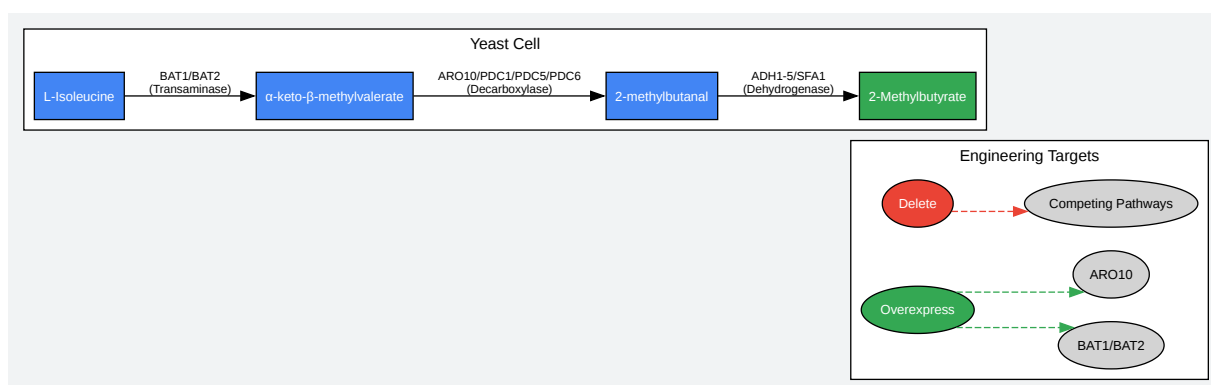 Yeast Cell
L-Isoleucine
BAT1/BAT2
(Transaminase)
α-keto-β-methylvalerate
ARO10/PDC1/PDC5/PDC6
(Decarboxylase)
2-methylbutanal
ADH1-5/SFA1
(Dehydrogenase)
2-Methylbutyrate
Engineering Targets
Delete
Competing Pathways
Overexpress
ARO10
BAT1/BAT2